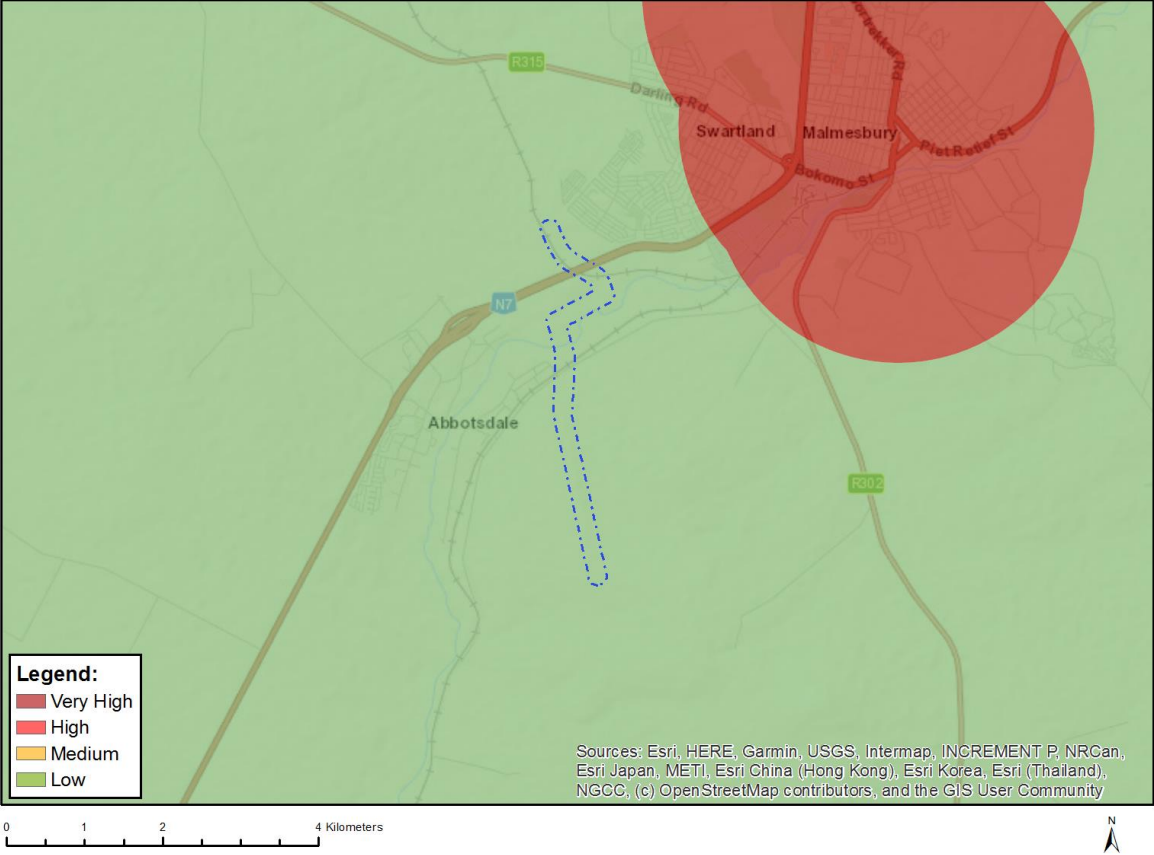 R315
Darling Rd
ortrekker Rd
Swartland
Malmesbury
Piet Retief St
Bokomo St
N7
Abbotsdale
R302
Legend:
Very High
High
Medium
Low
Sources: Esri, HERE, Garmin, USGS, Intermap, INCREMENT P, NRCan,
Esri Japan, METI, Esri China (Hong Kong), Esri Korea, Esri (Thailand),
NGCC, (c) OpenStreetMap contributors, and the GIS User Community
0 1 2 4 Kilometers
N